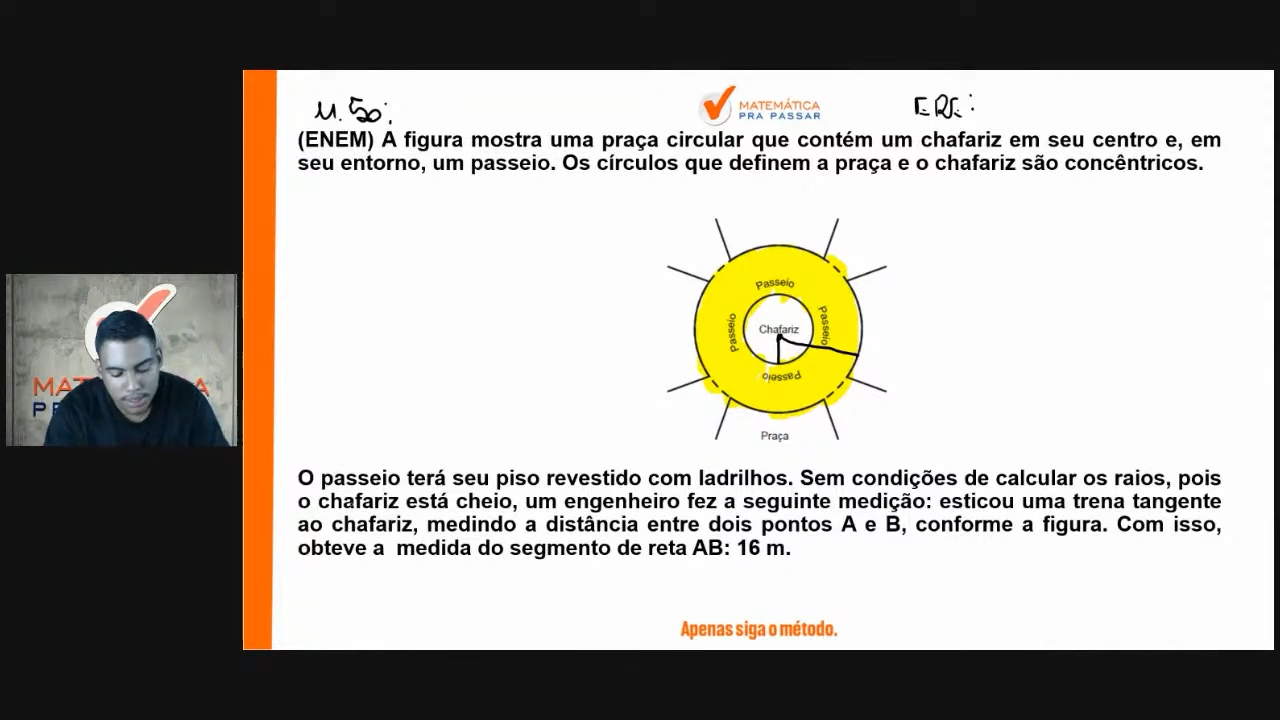 M. 50:
MATEMÁTICA
PRA PASSAR
(ENEM) A figura mostra uma praça circular que contém um chafariz em seu centro e, em
seu entorno, um passeio. Os círculos que definem a praça e o chafariz são concêntricos.
Passeio
Passeio
Chafariz
Passeio
Passeio
Praça
O passeio terá seu piso revestido com ladrilhos. Sem condições de calcular os raios, pois
o chafariz está cheio, um engenheiro fez a seguinte medição: esticou uma trena tangente
ao chafariz, medindo a distância entre dois pontos A e B, conforme a figura. Com isso,
obteve a medida do segmento de reta AB: 16 m.
Apenas siga o método.